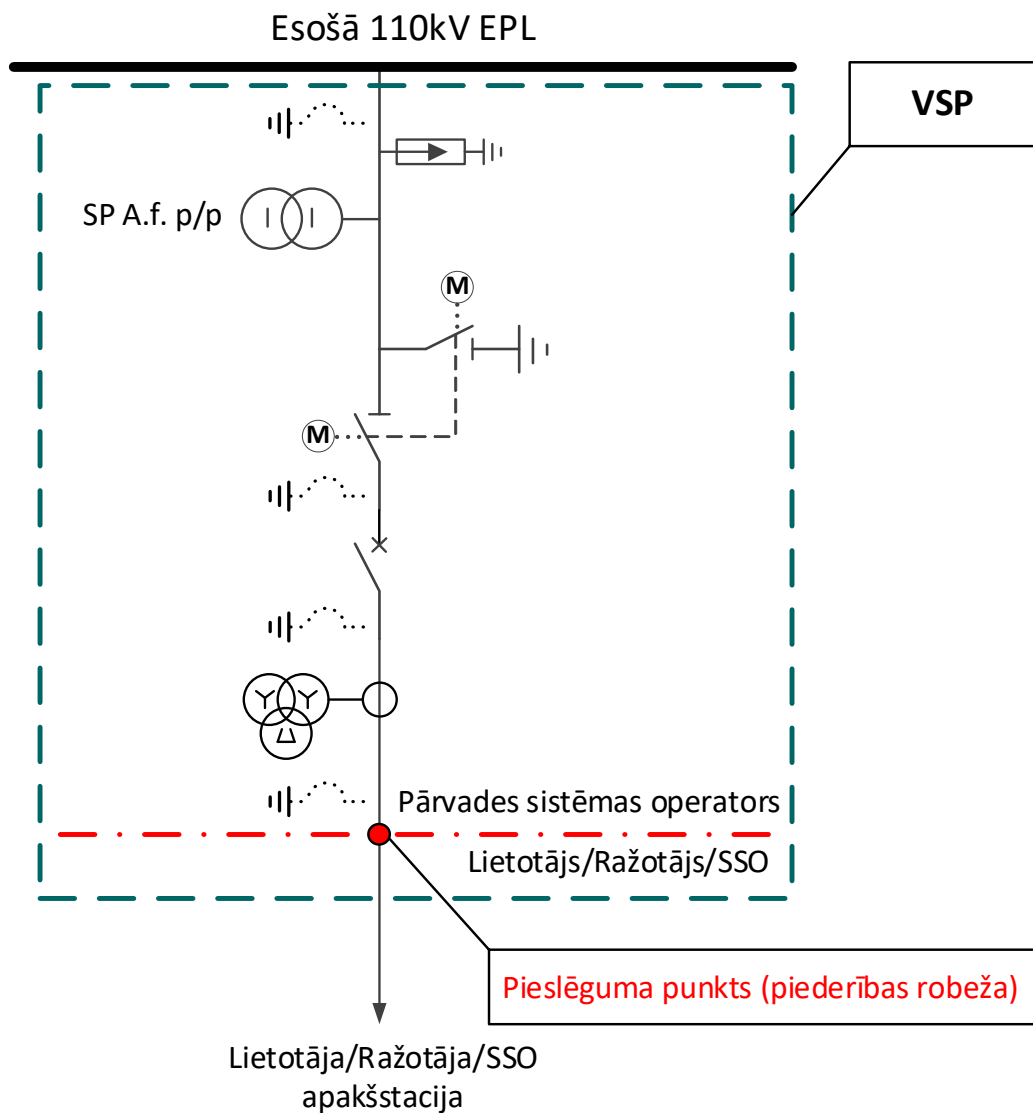 Esošā 110kV EPL
VSP
SP A.f. p/p
M
M
Pārvades sistēmas operators
Lietotājs/Ražotājs/SSO
Pieslēguma punkts (piederības robeža)
Lietotāja/Ražotāja/SSO
apakšstacija